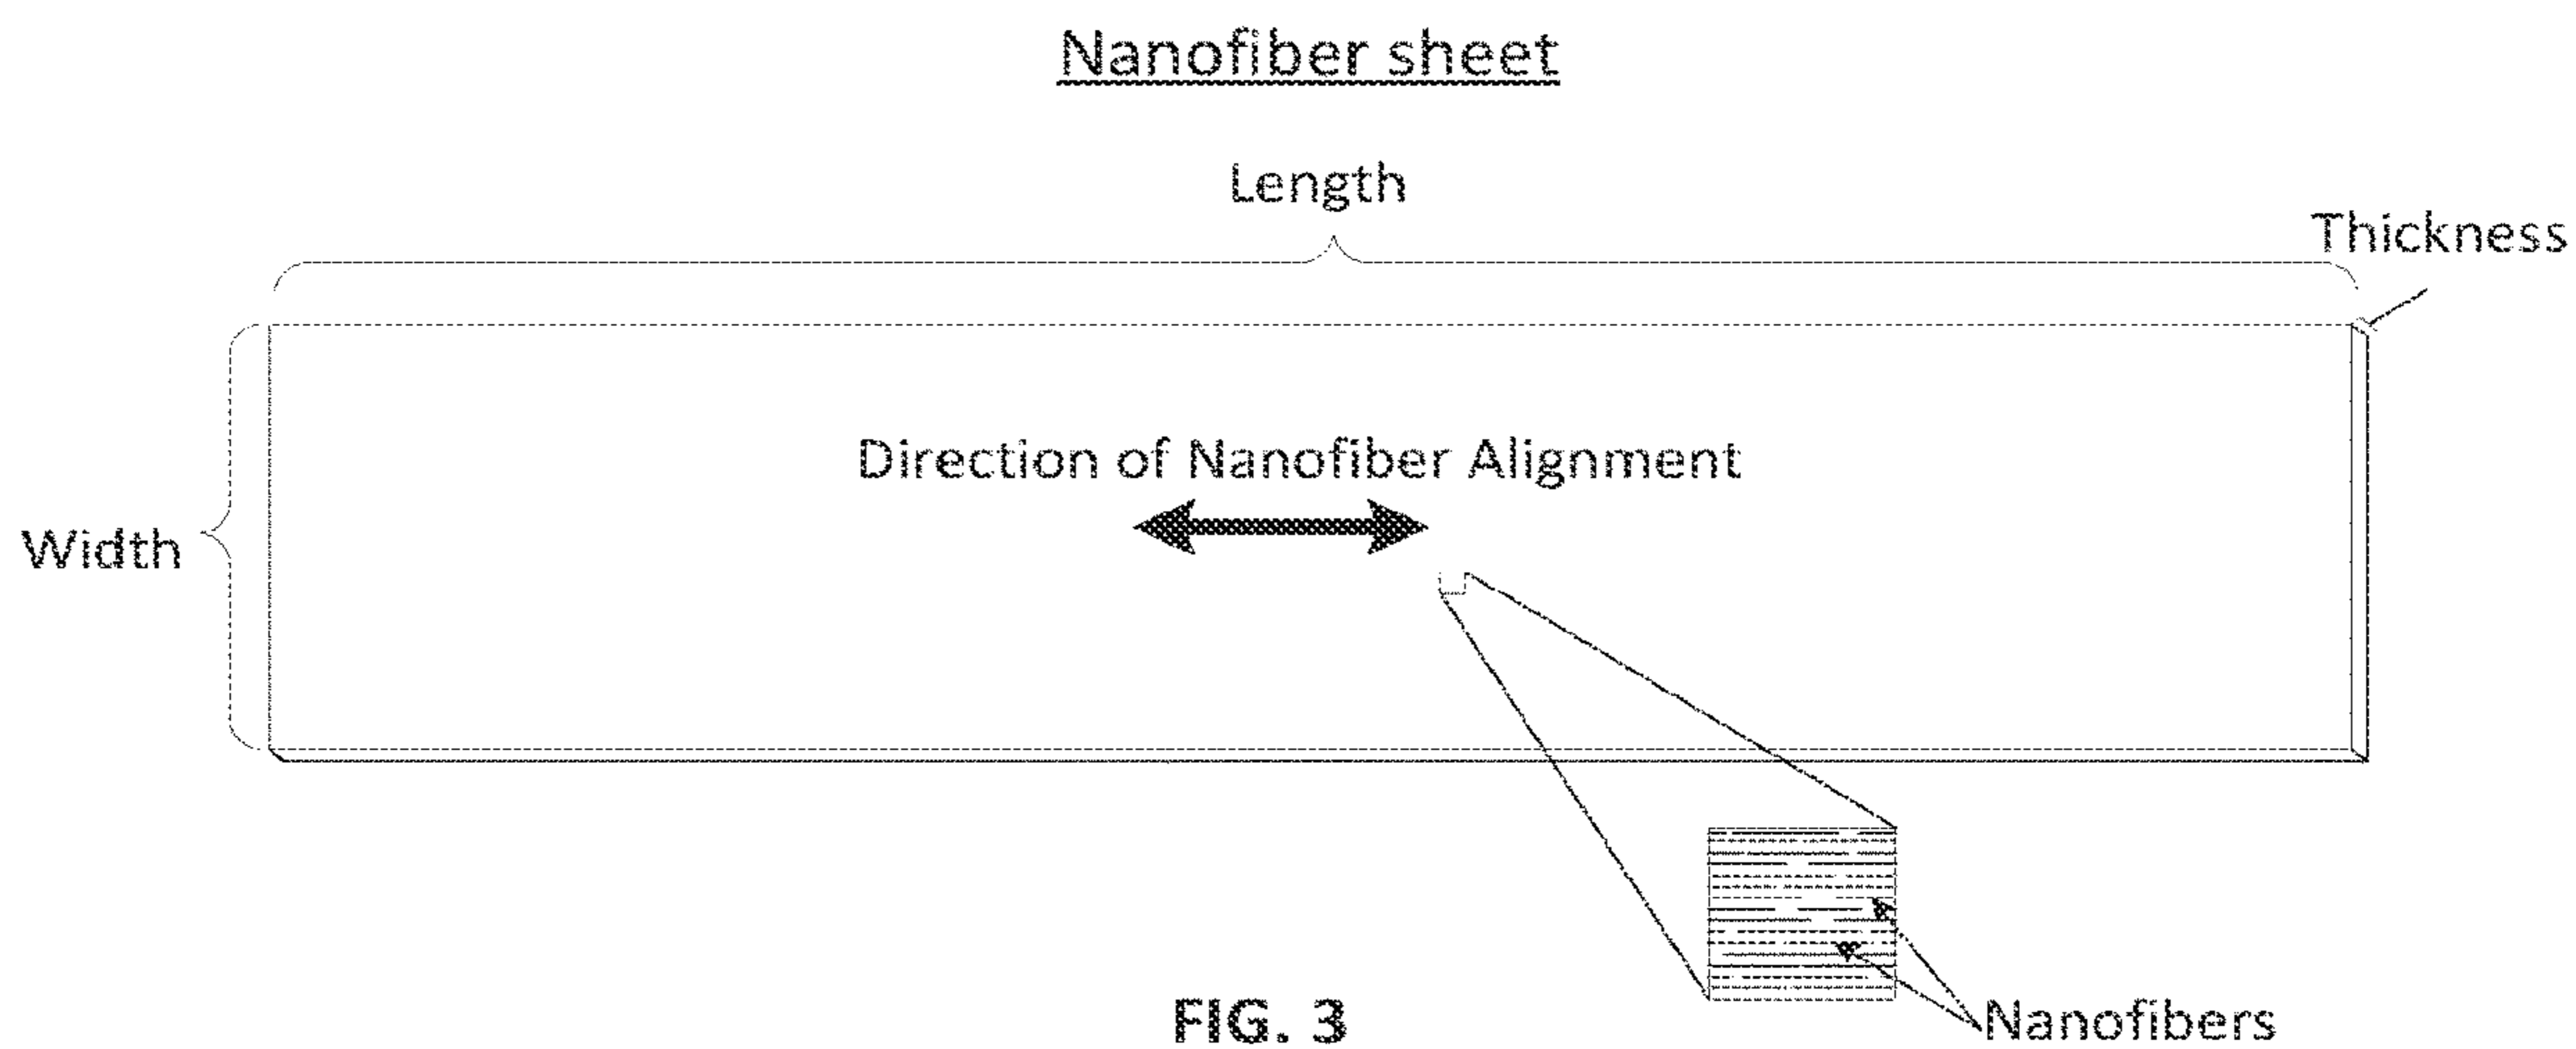 Nanofiber sheet
Length
Thickness
Direction of Nanofiber Alignment
Width
FIG. 3
Nanofibers